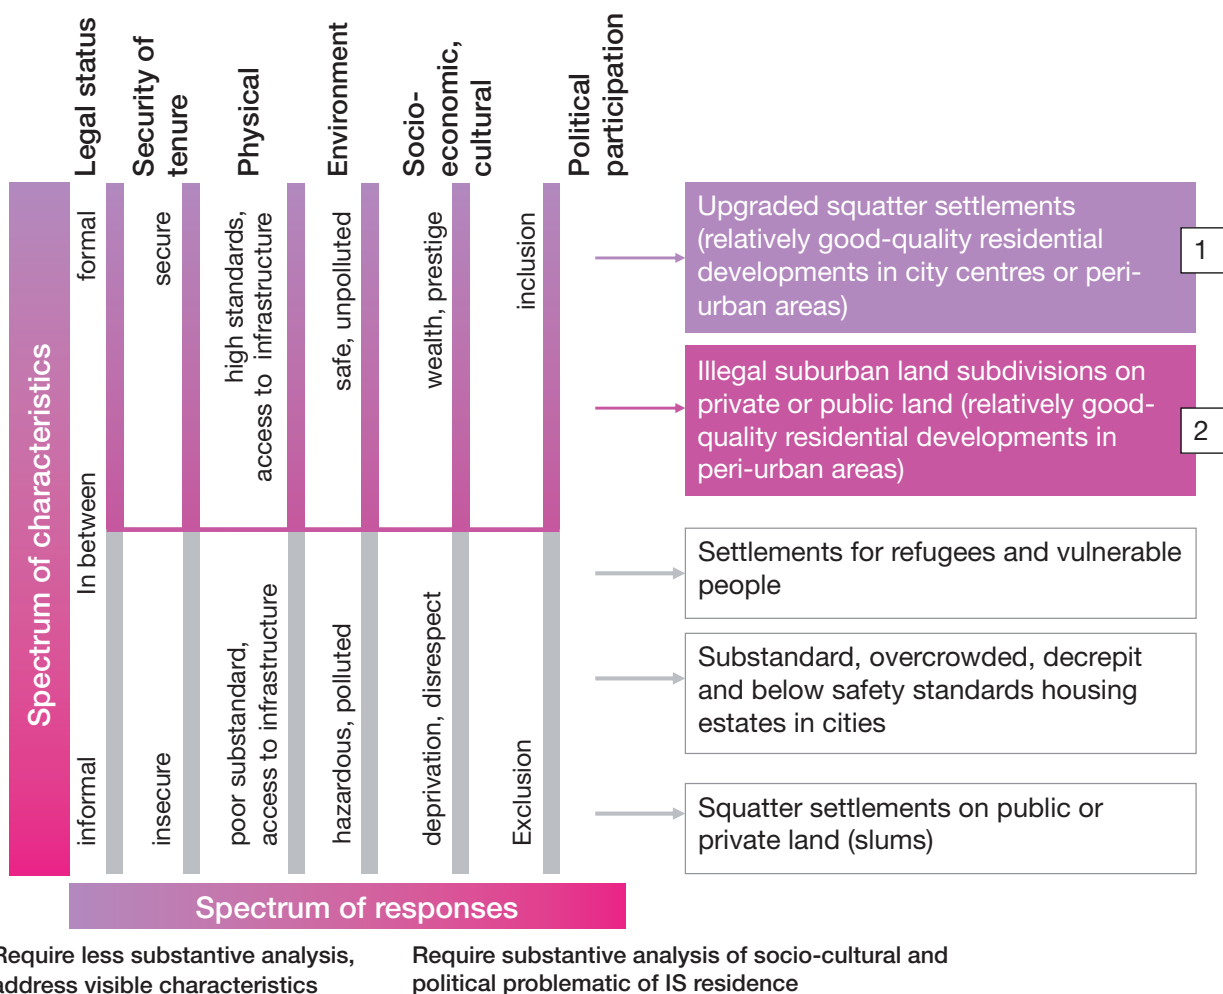 Legal status
Security of
tenure
Physical
Environment
Socio-
economic,
cultural
Political
participation
Spectrum of characteristics
formal
In between
informal
secure
insecure
high standards,
access to infrastructure
poor substandard,
access to infrastructure
safe, unpolluted
hazardous, polluted
wealth, prestige
deprivation, disrespect
inclusion
Exclusion
Upgraded squatter settlements
(relatively good-quality residential
developments in city centres or peri-
urban areas)
1
Illegal suburban land subdivisions on
private or public land (relatively good-
quality residential developments in
peri-urban areas)
2
Settlements for refugees and vulnerable
people
Substandard, overcrowded, decrepit
and below safety standards housing
estates in cities
Squatter settlements on public or
private land (slums)
Spectrum of responses
Require less substantive analysis,
address visible characteristics
Require substantive analysis of socio-cultural and
political problematic of IS residence